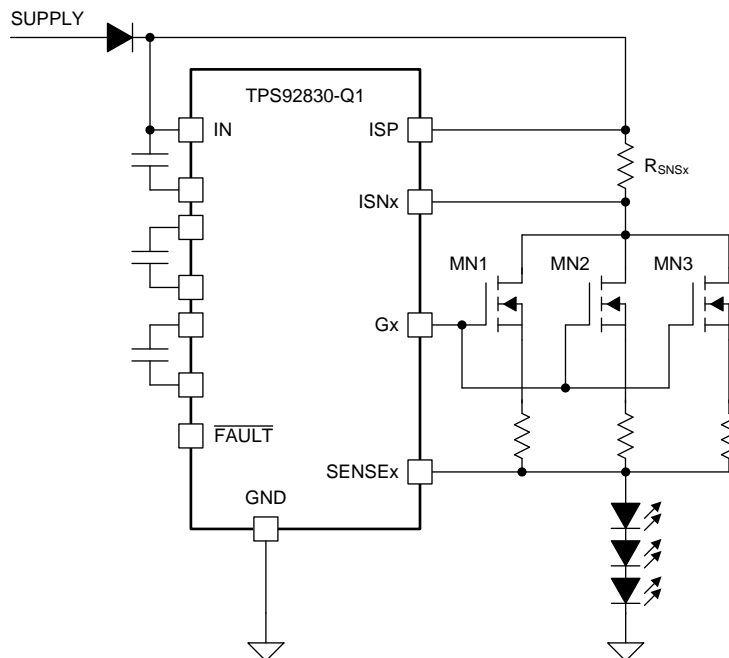 SUPPLY
TPS92830-Q1
IN
ISP
RSNSx
ISNx
MN1
MN2
MN3
Gx
FAULT
SENSEx
GND